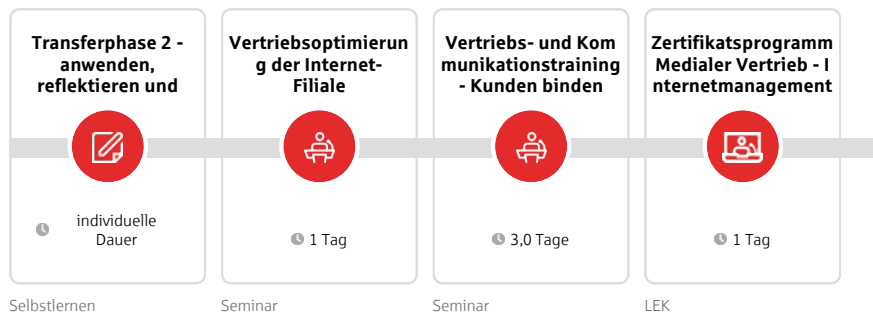 Transferphase 2 -
anwenden,
reflektieren und
individuelle
Dauer
Selbstlernen
Vertriebsoptimierun
g der Internet-
Filiale
1 Tag
Seminar
Vertriebs- und Kom
munikationstraining
- Kunden binden
3,0 Tage
Seminar
Zertifikatsprogramm
Medialer Vertrieb - I
nternetmanagement
1 Tag
LEK